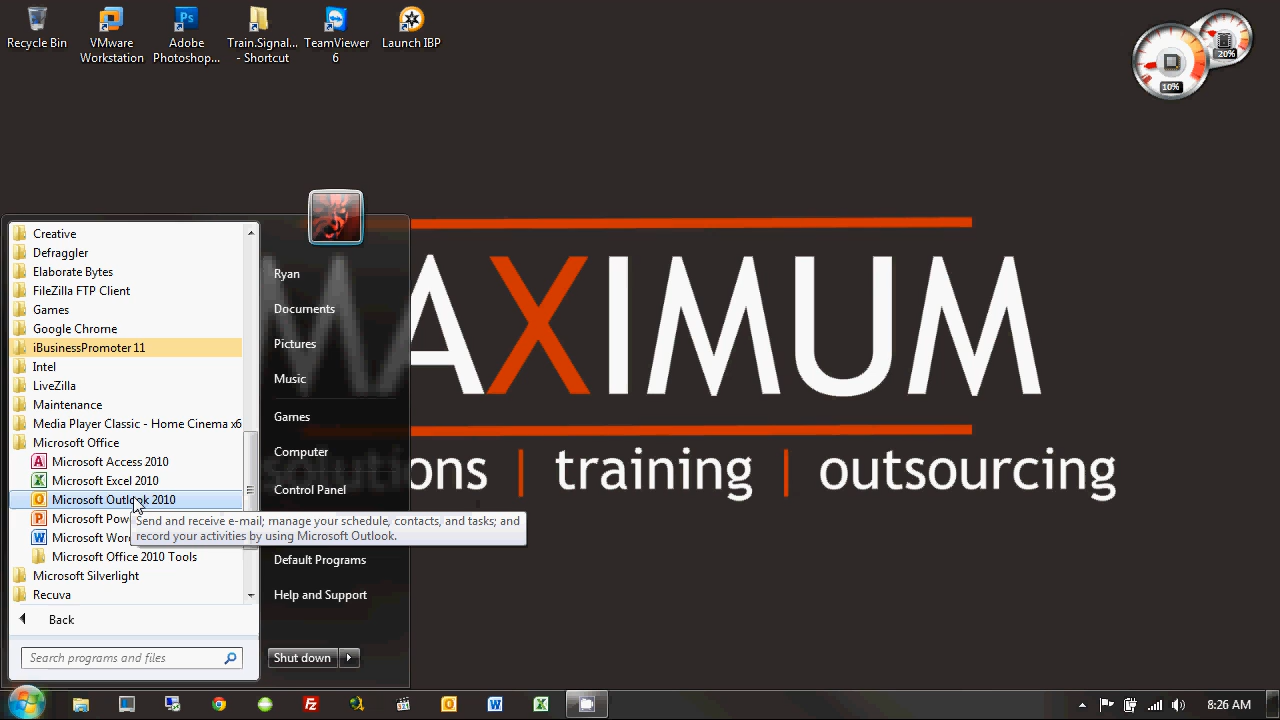 Recycle Bin
VMware
Workstation
Adobe
Photoshop...
Train.Signal...
- Shortcut
TeamViewer
6
Launch IBP
20%
10%
Creative
Defraggler
Elaborate Bytes
FileZilla FTP Client
Games
Google Chrome
iBusinessPromoter 11
Intel
LiveZilla
Maintenance
Media Player Classic - Home Cinema x6
Microsoft Office
Microsoft Access 2010
Microsoft Excel 2010
Microsoft Outlook 2010
Microsoft Pow
Microsoft Word
Microsoft Office 2010 Tools
Microsoft Silverlight
Recuva
Back
Search programs and files
Ryan
Documents
Pictures
Music
Games
Computer
Control Panel
Default Programs
Help and Support
Shut down
Send and receive e-mail; manage your schedule, contacts, and tasks; and
record your activities by using Microsoft Outlook.
MAXIMUM
solutions | training | outsourcing
8:26 AM